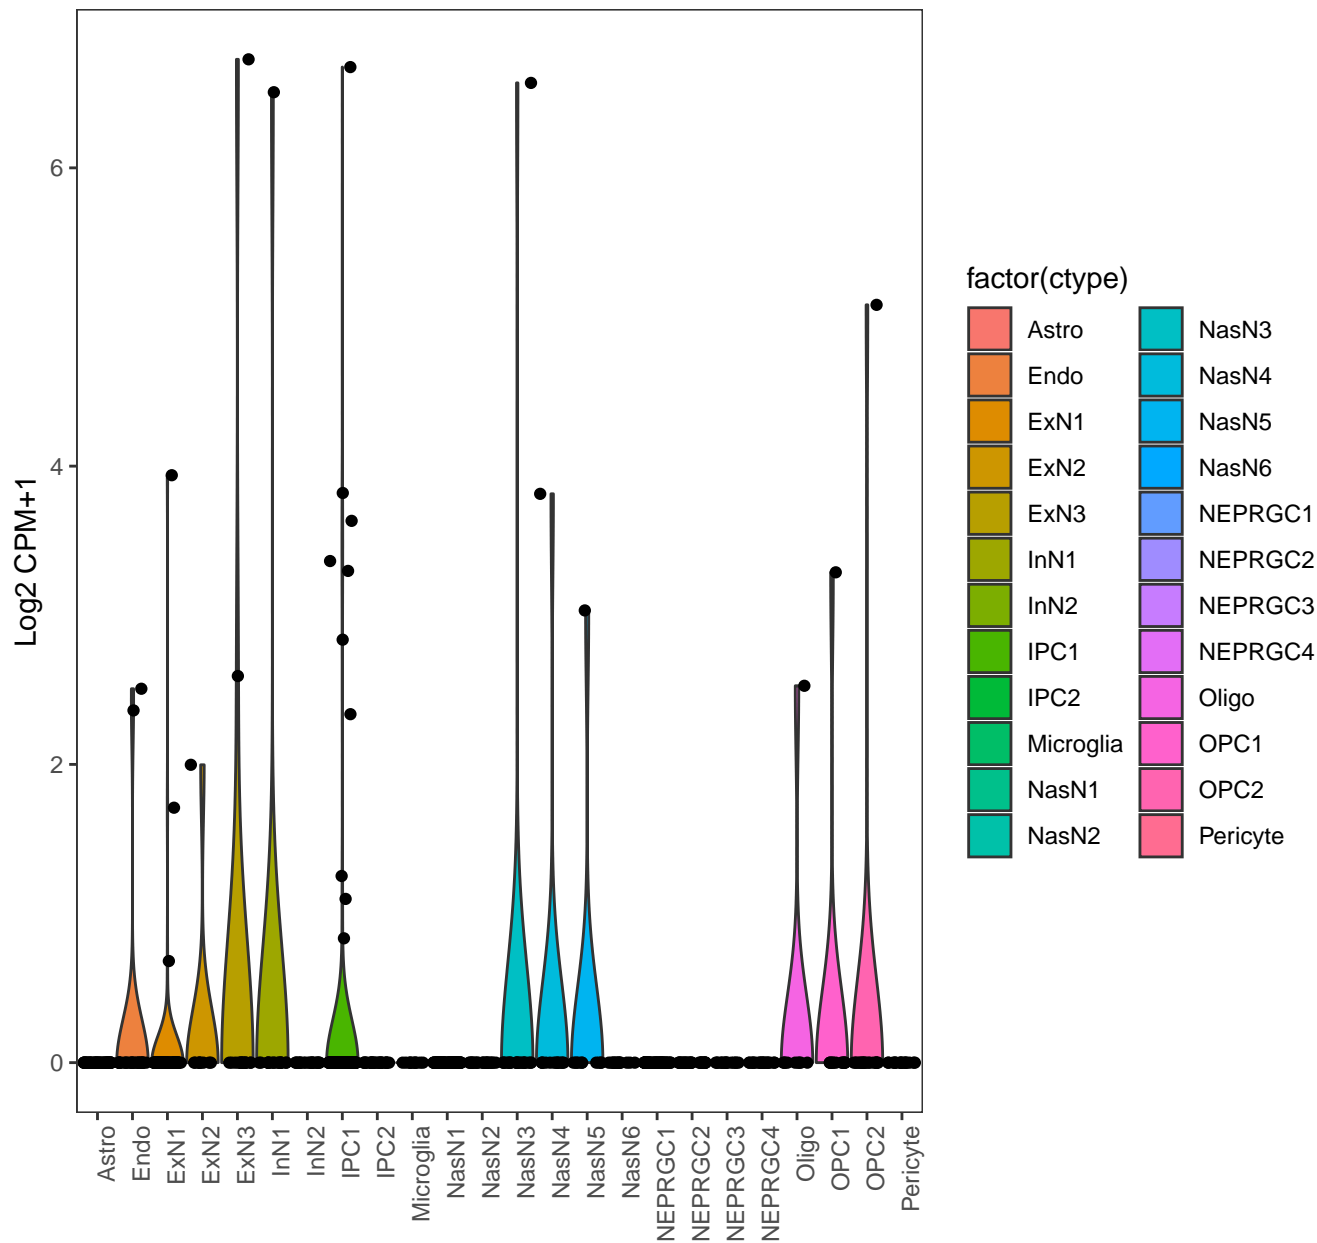 6
4
2
0
Log2 CPM+1
Astro
Endo
ExN1
ExN2
ExN3
InN1
InN2
IPC1
IPC2
Microglia
NasN1
NasN2
NasN3
NasN4
NasN5
NasN6
NEPRGC1
NEPRGC2
NEPRGC3
NEPRGC4
Oligo
OPC1
OPC2
Pericyte
factor(ctype)
Astro
Endo
ExN1
ExN2
ExN3
InN1
InN2
IPC1
IPC2
Microglia
NasN1
NasN2
NasN3
NasN4
NasN5
NasN6
NEPRGC1
NEPRGC2
NEPRGC3
NEPRGC4
Oligo
OPC1
OPC2
Pericyte